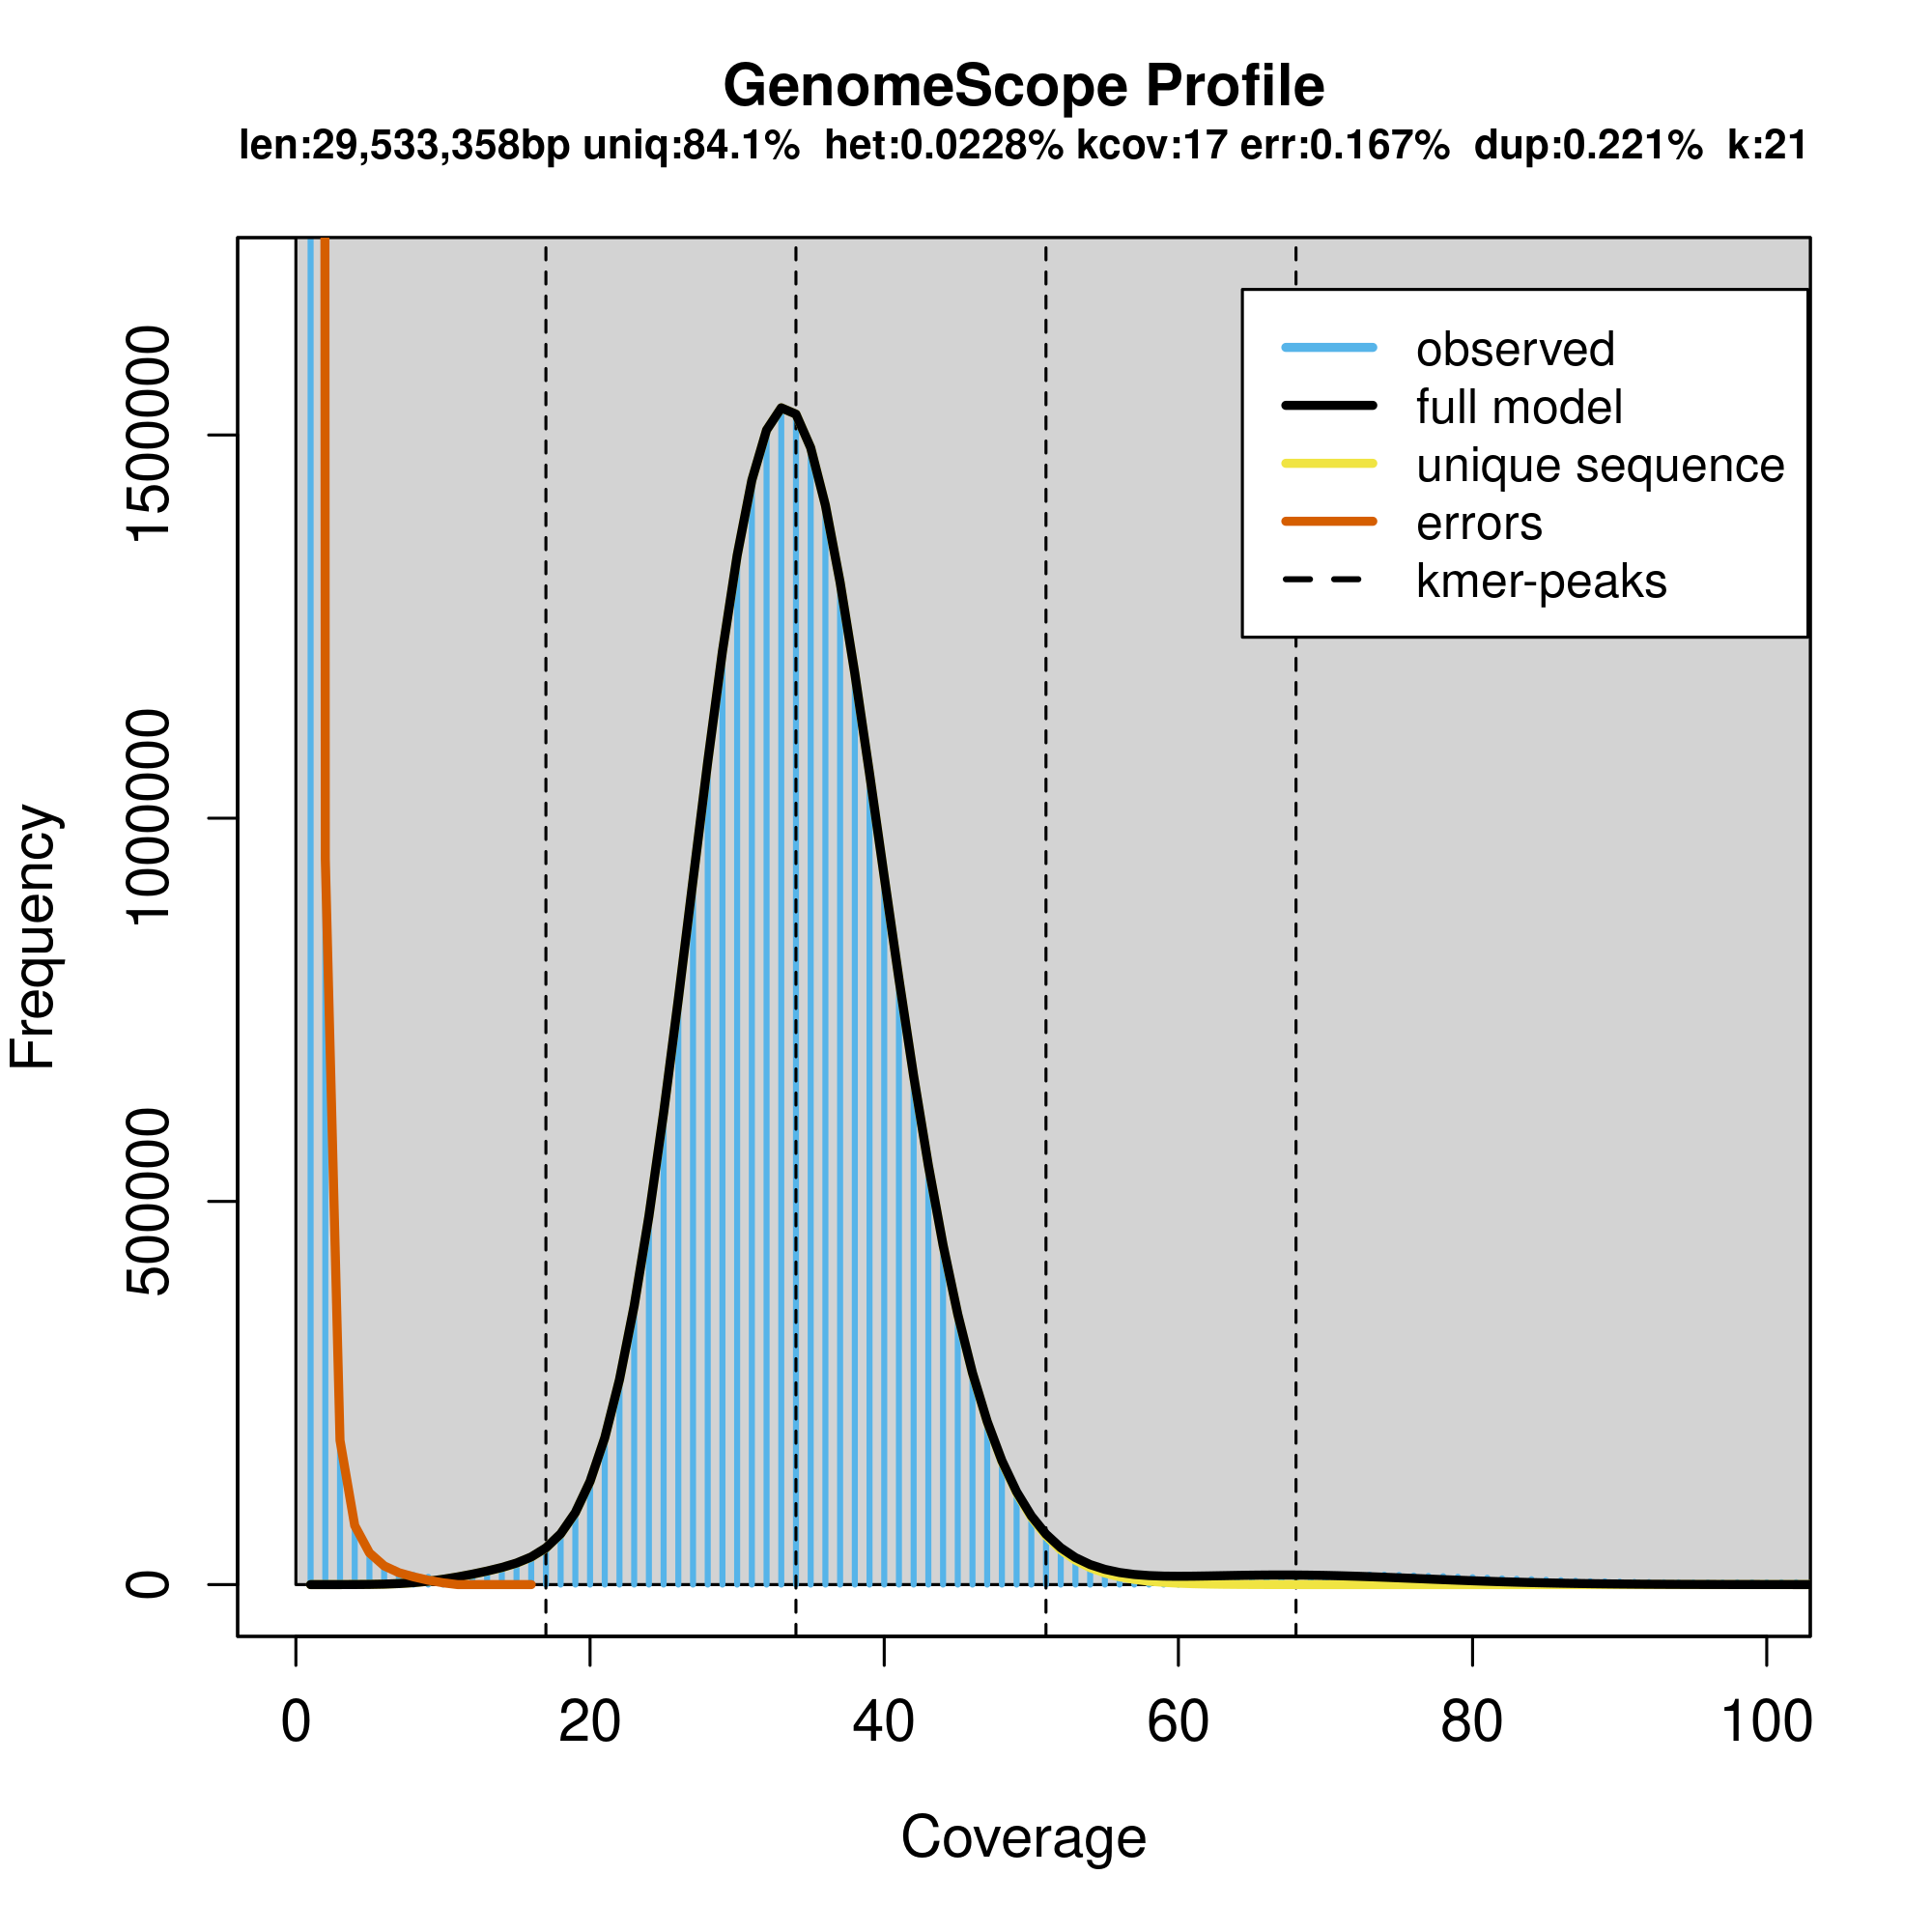 GenomeScope Profile
len:29,533,358bp uniq:84.1% het:0.0228% kcov:17 err:0.167% dup:0.221% k:21
observed
full model
unique sequence
errors
kmer-peaks
Frequency
1500000
1000000
500000
0
0 20 40 60 80 100
Coverage